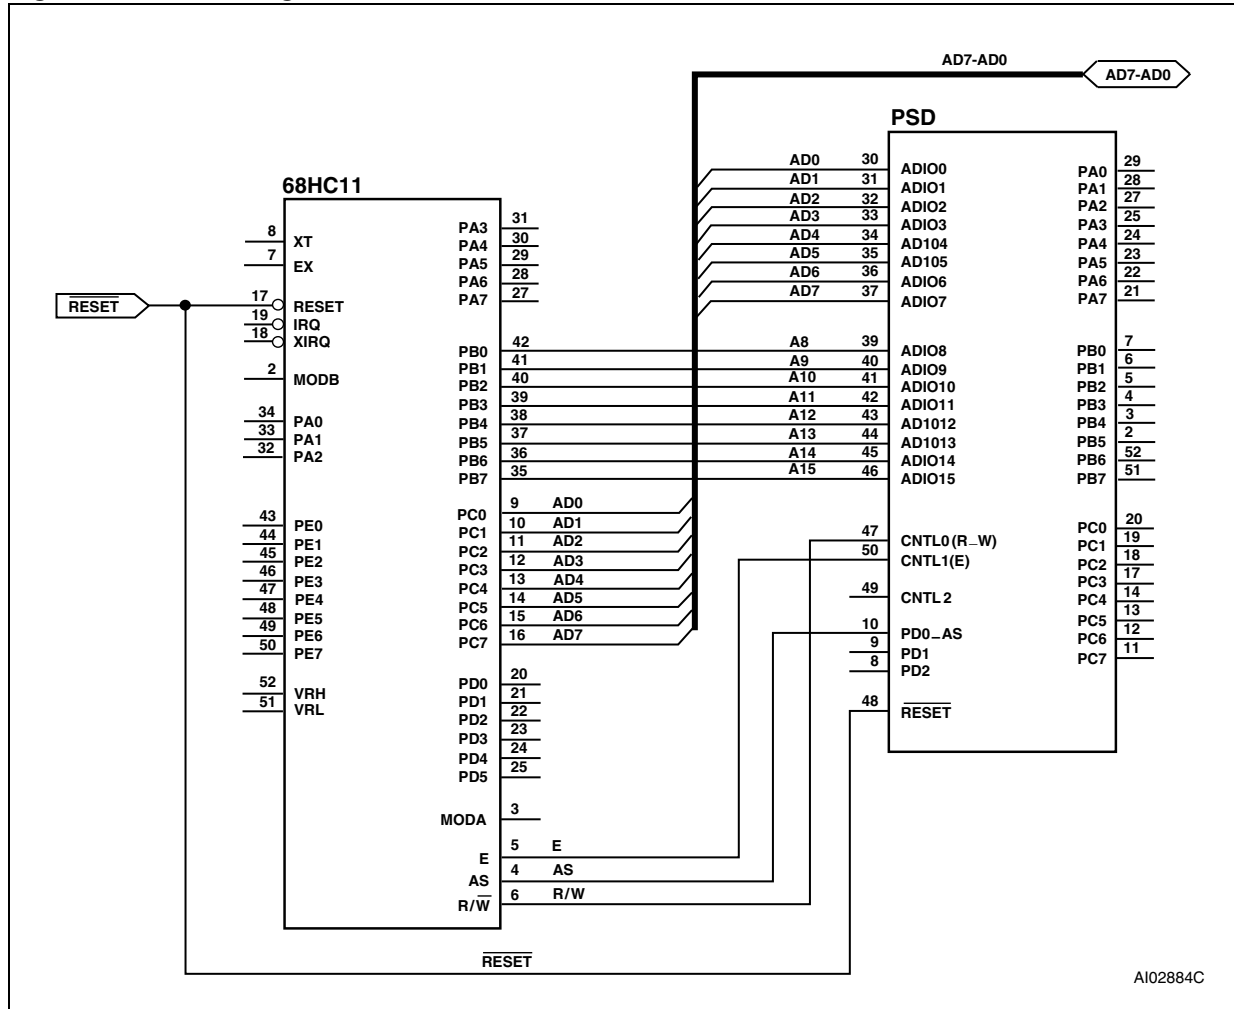 AD7-AD0
AD7-AD0
PSD
68HC11
RESET
8 XT
7 EX
17 RESET
19 IRQ
18 XIRQ
2 MODB
34 PA0
33 PA1
32 PA2
43 PE0
44 PE1
45 PE2
46 PE3
47 PE4
48 PE5
49 PE6
50 PE7
52 VRH
51 VRL
PA3 31
PA4 30
PA5 29
PA6 28
PA7 27
PB0 42
PB1 41
PB2 40
PB3 39
PB4 38
PB5 37
PB6 36
PB7 35
PC0 9 AD0
PC1 10 AD1
PC2 11 AD2
PC3 12 AD3
PC4 13 AD4
PC5 14 AD5
PC6 15 AD6
PC7 16 AD7
PD0 20
PD1 21
PD2 22
PD3 23
PD4 24
PD5 25
MODA 3
E 5 E
AS 4 AS
R/W 6 R/W
AD0 30 ADIO0
AD1 31 ADIO1
AD2 32 ADIO2
AD3 33 ADIO3
AD4 34 AD104
AD5 35 AD105
AD6 36 ADIO6
AD7 37 ADIO7
A8 39 ADIO8
A9 40 ADIO9
A10 41 ADIO10
A11 42 ADIO11
A12 43 AD1012
A13 44 AD1013
A14 45 ADIO14
A15 46 ADIO15
47 CNTL0(R_W)
50 CNTL1(E)
49 CNTL2
10 PD0_AS
9 PD1
8 PD2
48 RESET
PA0 29
PA1 28
PA2 27
PA3 25
PA4 24
PA5 23
PA6 22
PA7 21
PB0 7
PB1 6
PB2 5
PB3 4
PB4 3
PB5 2
PB6 52
PB7 51
PC0 20
PC1 19
PC2 18
PC3 17
PC4 14
PC5 13
PC6 12
PC7 11
RESET
AI02884C